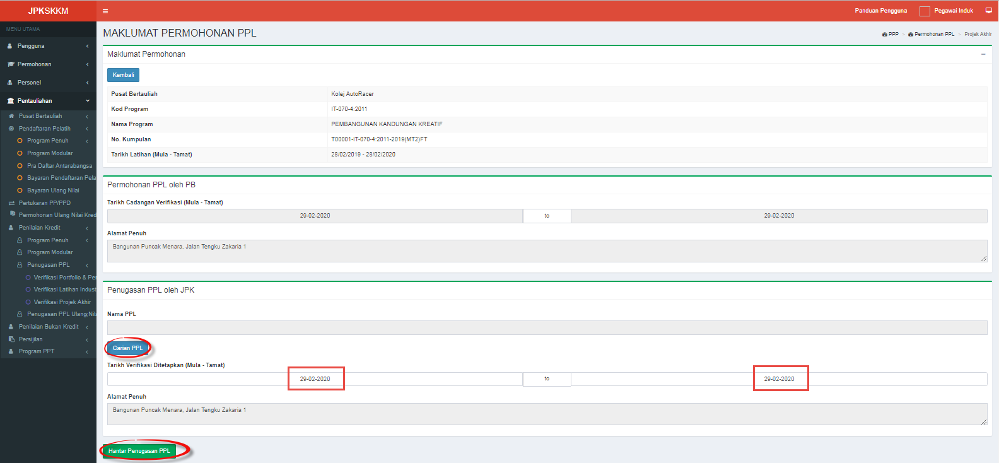 JPKSKKM
Panduan Pengguna
Pegawai Induk
MENU UTAMA
Pengguna
Permohonan
Personel
Pentauliahan
Pusat Bertauliah
Pendaftaran Pelatih
Program Penuh
Program Modular
Pra Daftar Antarabangsa
Bayaran Pendaftaran Pela
Bayaran Ulang Nilai
Pertukaran PP/PPD
Permohonan Ulang Nilai Kred
Penilaian Kredit
Program Penuh
Program Modular
Penugasan PPL
Verifikasi Portfolio & Per
Verifikasi Latihan Indust
Verifikasi Projek Akhir
Penugasan PPL Ulang Nila
Penilaian Bukan Kredit
Persijilan
Program PPT
MAKLUMAT PERMOHONAN PPL
PPP > Permohonan PPL > Projek Akhir
Maklumat Permohonan
Kembali
Pusat Bertauliah Kolej AutoRacer
Kod Program IT-070-4:2011
Nama Program PEMBANGUNAN KANDUNGAN KREATIF
No. Kumpulan T00001-IT-070-4:2011-2019(MT2)FT
Tarikh Latihan (Mula - Tamat) 28/02/2019 - 28/02/2020
Permohonan PPL oleh PB
Tarikh Cadangan Verifikasi (Mula - Tamat)
29-02-2020 to 29-02-2020
Alamat Penuh
Bangunan Puncak Menara, Jalan Tengku Zakaria 1
Penugasan PPL oleh JPK
Nama PPL
Carian PPL
Tarikh Verifikasi Ditetapkan (Mula - Tamat)
29-02-2020 to 29-02-2020
Alamat Penuh
Bangunan Puncak Menara, Jalan Tengku Zakaria 1
Hantar Penugasan PPL